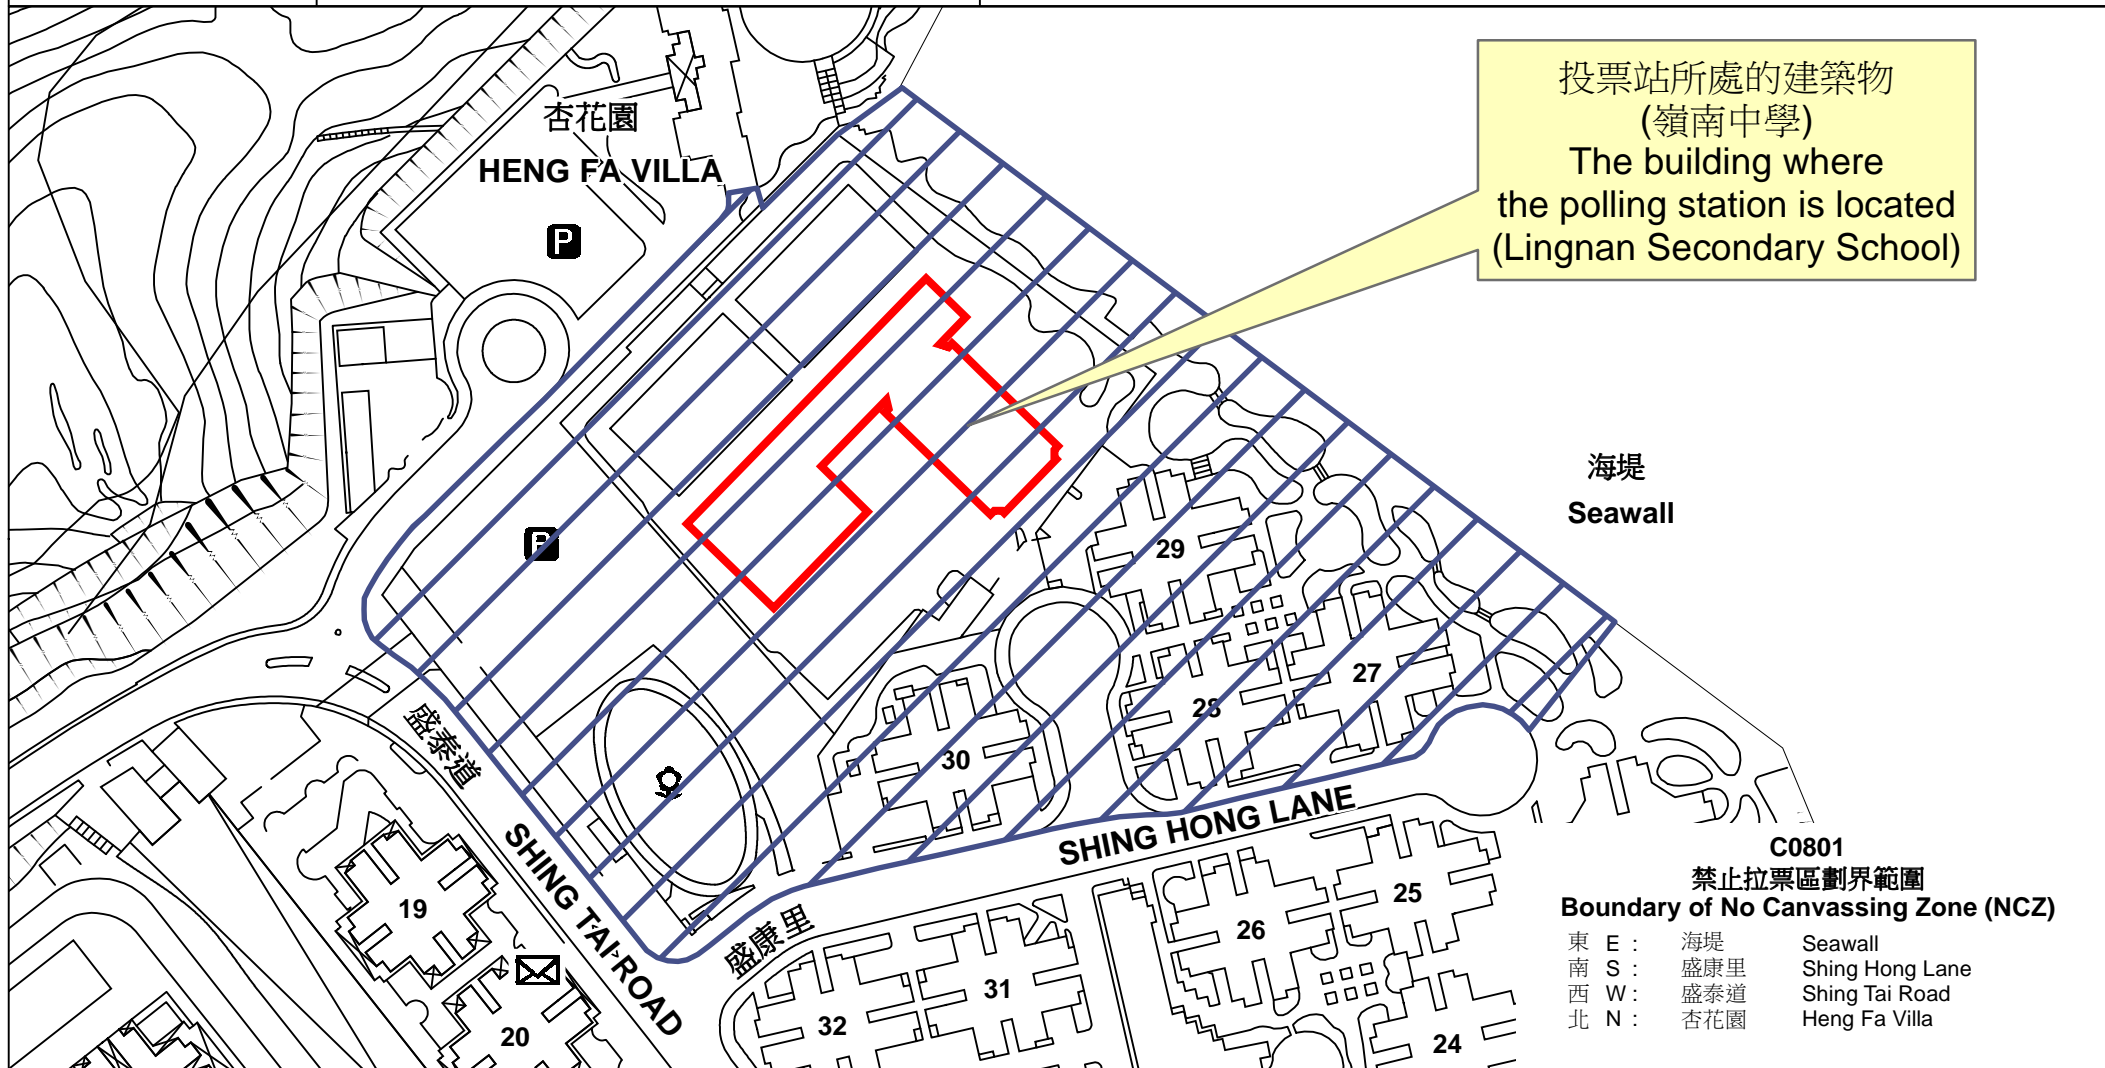 投票站所處的建築物
(嶺南中學)
The building where
the polling station is located
(Lingnan Secondary School)
杏花園
HENG FA VILLA
P
P
海堤
Seawall
29
27
28
30
盛泰道
SHING TAI ROAD
SHING HONG LANE
盛康里
19
20
25
26
31
32
24
C0801
禁止拉票區劃界範圍
Boundary of No Canvassing Zone (NCZ)
東 E : 海堤 Seawall
南 S : 盛康里 Shing Hong Lane
西 W : 盛泰道 Shing Tai Road
北 N : 杏花園 Heng Fa Villa